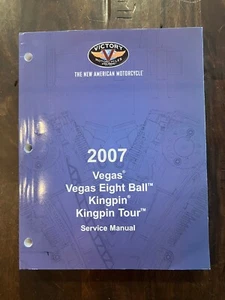 VICTORY
MOTORCYCLES
THE NEW AMERICAN MOTORCYCLE®
2007
Vegas®
Vegas Eight Ball™
Kingpin®
Kingpin Tour™
Service Manual